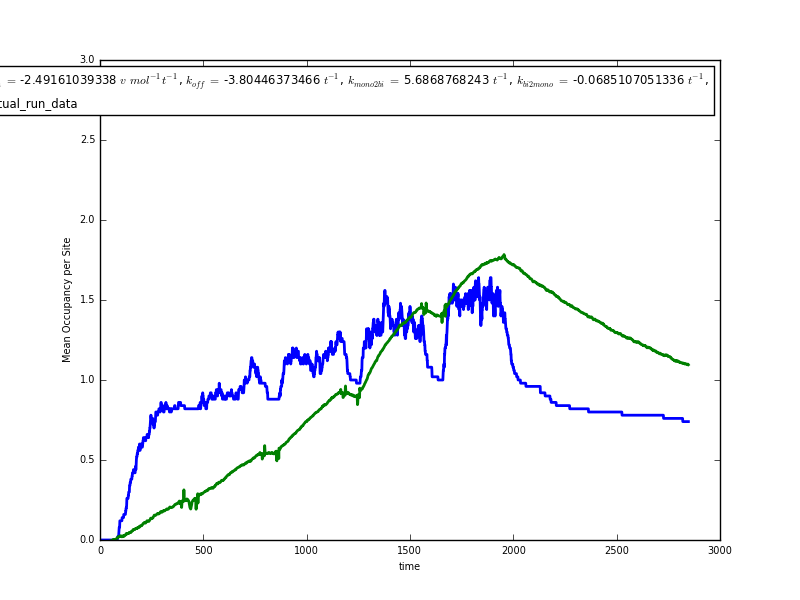 = -2.49161039338 v mol⁻¹t⁻¹, k_off = -3.80446373466 t⁻¹, k_mono2bi = 5.6868768243 t⁻¹, k_bi2mono = -0.0685107051336 t⁻¹,
tual_run_data
3.0
2.5
2.0
1.5
1.0
0.5
0.0
Mean Occupancy per Site
0 500 1000 1500 2000 2500 3000
time